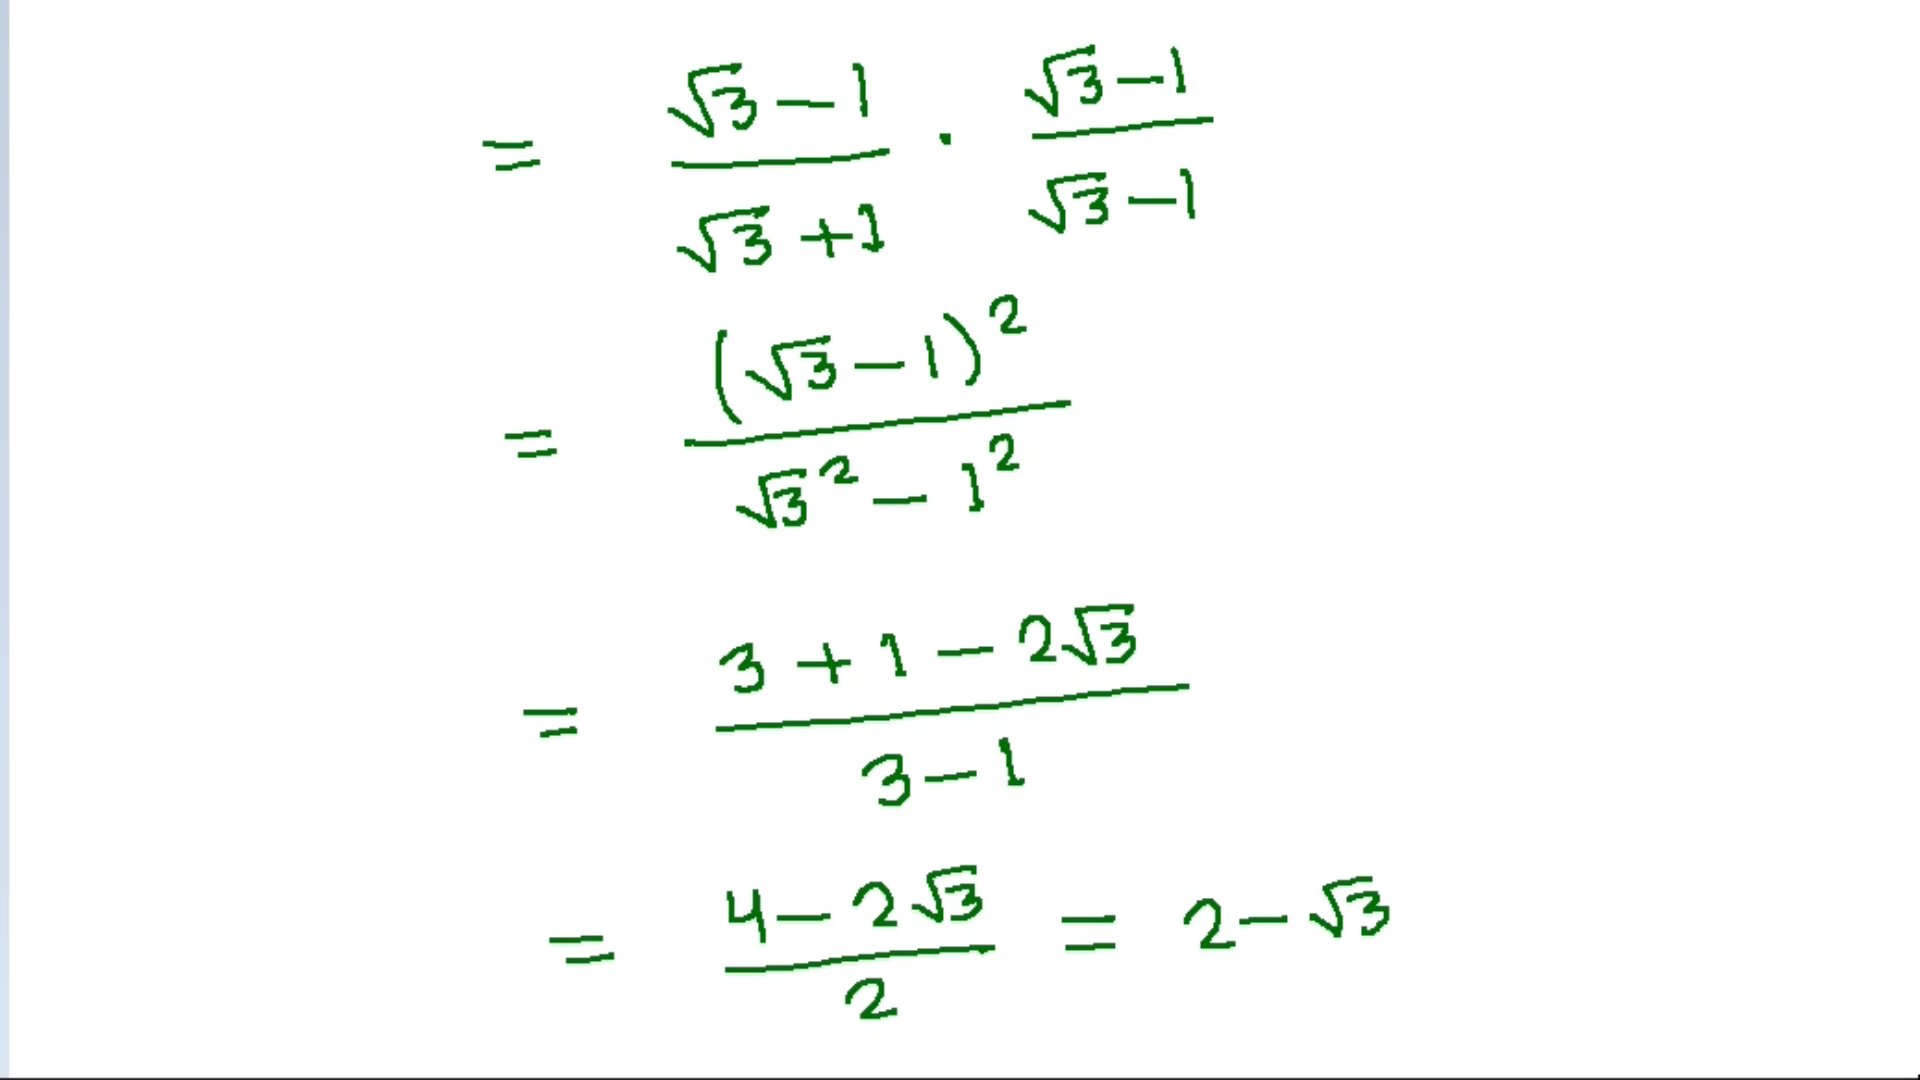 = (√3 − 1)/(√3 + 1) · (√3 − 1)/(√3 − 1)
= (√3 − 1)²/(√3² − 1²)
= (3 + 1 − 2√3)/(3 − 1)
= (4 − 2√3)/2 = 2 − √3